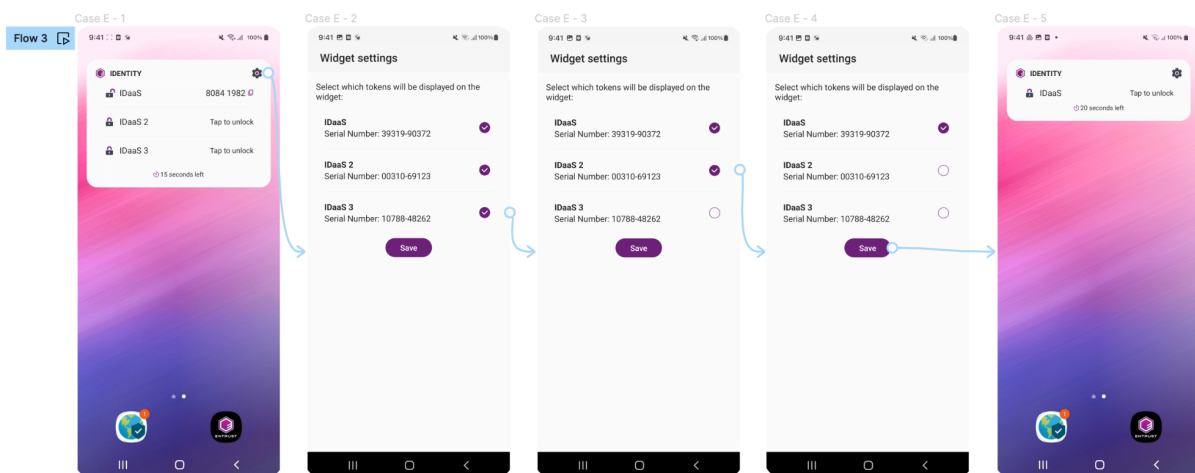 Flow 3
Case E - 1
9:41
100%
IDENTITY
IDaaS
8084 1982
IDaaS 2
Tap to unlock
IDaaS 3
Tap to unlock
15 seconds left
1
ENTRUST
Case E - 2
9:41
100%
Widget settings
Select which tokens will be displayed on the
widget:
IDaaS
Serial Number: 39319-90372
IDaaS 2
Serial Number: 00310-69123
IDaaS 3
Serial Number: 10788-48262
Save
Case E - 3
9:41
100%
Widget settings
Select which tokens will be displayed on the
widget:
IDaaS
Serial Number: 39319-90372
IDaaS 2
Serial Number: 00310-69123
IDaaS 3
Serial Number: 10788-48262
Save
Case E - 4
9:41
100%
Widget settings
Select which tokens will be displayed on the
widget:
IDaaS
Serial Number: 39319-90372
IDaaS 2
Serial Number: 00310-69123
IDaaS 3
Serial Number: 10788-48262
Save
Case E - 5
9:41
100%
IDENTITY
IDaaS
Tap to unlock
20 seconds left
1
ENTRUST